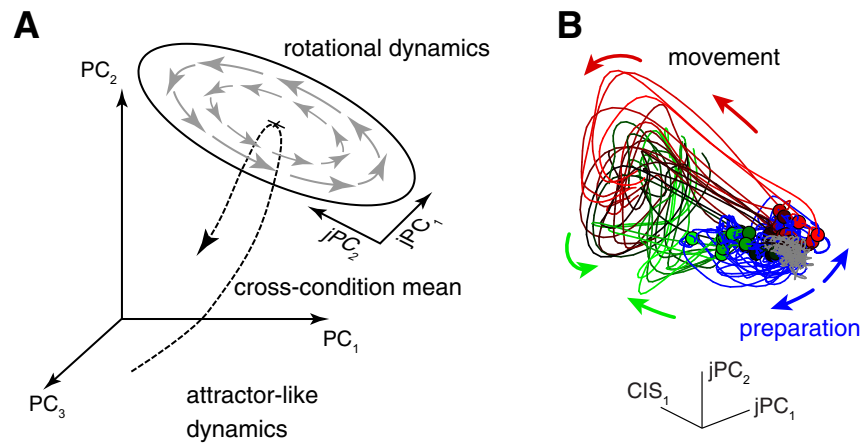 A
rotational dynamics
PC2
jPC2
jPC1
cross-condition mean
PC1
PC3
attractor-like
dynamics
B
movement
preparation
jPC2
CIS1
jPC1